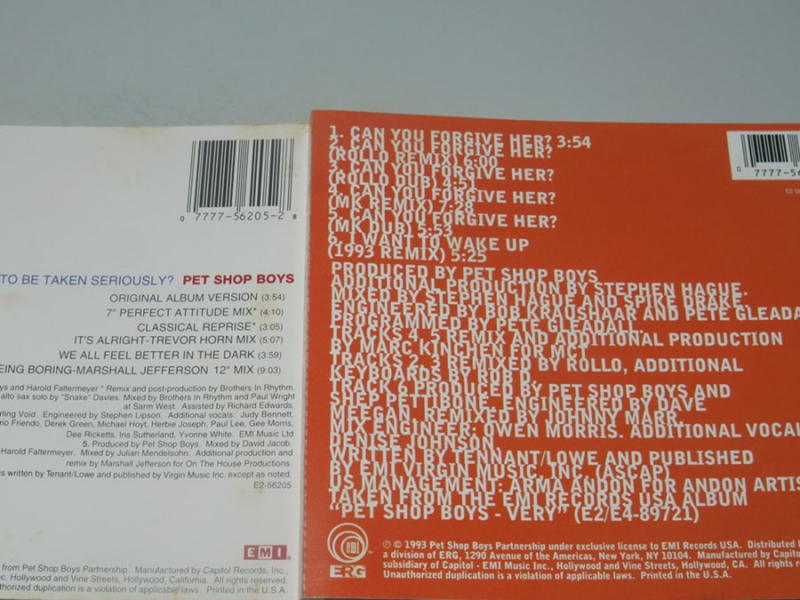 0 7777-56205-2 8
TO BE TAKEN SERIOUSLY? PET SHOP BOYS
ORIGINAL ALBUM VERSION (3:54)
7" PERFECT ATTITUDE MIX* (4:10)
CLASSICAL REPRISE* (3:05)
IT'S ALRIGHT-TREVOR HORN MIX (5:07)
WE ALL FEEL BETTER IN THE DARK (3:59)
EING BORING-MARSHALL JEFFERSON 12" MIX (9:03)
ys and Harold Faltermeyer * Remix and post-production by Brothers In Rhythm.
alto sax solo by "Snake" Davies. Mixed by Brothers In Rhythm and Paul Wright
at Sarm West. Assisted by Richard Edwards.
rling Void. Engineered by Stephen Lipson. Additional vocals: Judy Bennett,
rio Friendo, Derek Green, Michael Hoyt, Herbie Joseph, Paul Lee, Gee Morris,
Dee Ricketts, Iris Sutherland, Yvonne White. EMI Music Ltd
5. Produced by Pet Shop Boys. Mixed by David Jacob.
Harold Faltermeyer. Mixed by Julian Mendelsohn. Additional production and
remix by Marshall Jefferson for On The House Productions.
s written by Tenant/Lowe and published by Virgin Music Inc. except as noted.
E2-56205
EMI
from Pet Shop Boys. Manufactured by Capitol Records, Inc.,
c. Hollywood and Vine Streets, Hollywood, California. All rights reserved.
d duplication is a violation of applicable laws. Printed in the U.S.A.
1. CAN YOU FORGIVE HER? 3:54
2. CAN YOU FORGIVE HER?
(ROLLO REMIX) 6:00
3. CAN YOU FORGIVE HER?
(ROLLO DUB) 4:51
4. CAN YOU FORGIVE HER?
(MK REMIX) 7:28
5. CAN YOU FORGIVE HER?
(MK DUB) 5:53
6. I WANT TO WAKE UP
(1993 REMIX) 5:25
0 7777-56
PRODUCED BY PET SHOP BOYS
ADDITIONAL PRODUCTION BY STEPHEN HAGUE.
MIXED BY STEPHEN HAGUE AND SPIKE DRAKE.
ENGINEERED BY BOB KRAUSHAAR AND PETE GLEADA
PROGRAMMED BY PETE GLEADALL.
TRACKS 4, 5 REMIX AND ADDITIONAL PRODUCTION
BY MARC KINCHEN FOR MCT
TRACKS 2, 3 REMIXED BY ROLLO, ADDITIONAL
KEYBOARDS BY ROB D
TRACK 6 PRODUCED BY PET SHOP BOYS AND
SHEP PETTIBONE, ENGINEERED BY DAVE
MEEGAN, REMIXED BY JOHNNY MARR
MIX ENGINEER: OWEN MORRIS. ADDITIONAL VOCAL
DENISE JOHNSON
WRITTEN BY TENNANT/LOWE AND PUBLISHED
BY EMI VIRGIN MUSIC, INC. (ASCAP)
US MANAGEMENT: ARMA ANDON FOR ANDON ARTIS
TAKEN FROM THE EMI RECORDS USA ALBUM
"PET SHOP BOYS - VERY" (E2/E4-89721)
EMI
ERG
℗ © 1993 Pet Shop Boys Partnership under exclusive license to EMI Records USA. Distributed
a division of ERG, 1290 Avenue of the Americas, New York, NY 10104. Manufactured by Capito
subsidiary of Capitol - EMI Music Inc., Hollywood and Vine Streets, Hollywood, CA. All rights
Unauthorized duplication is a violation of applicable laws. Printed in the U.S.A.